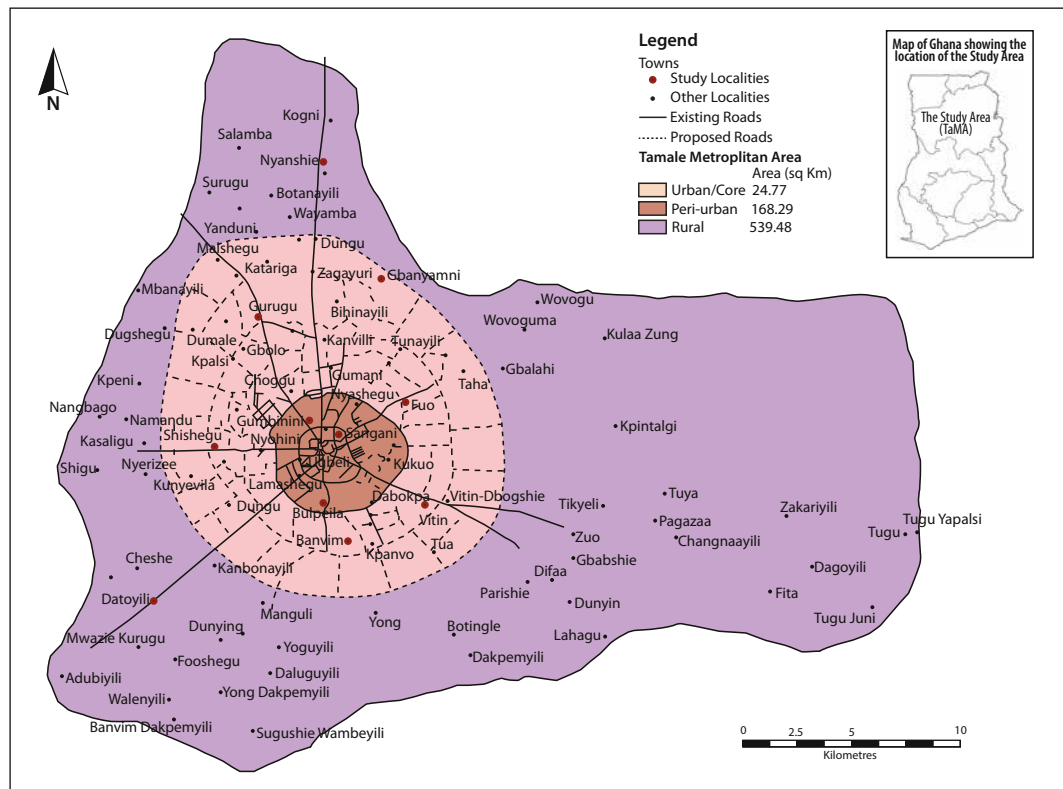 Legend
Towns
Study Localities
Other Localities
Existing Roads
Proposed Roads
Tamale Metroplitan Area
Area (sq Km)
Urban/Core 24.77
Peri-urban 168.29
Rural 539.48
Map of Ghana showing the
location of the Study Area
The Study Area
(TaMA)
N
Kogni
Salamba
Nyanshie
Surugu
Botanayili
Wayamba
Yanduni
Dungu
Malshegu
Katariga
Zagayuri
Gbanyamni
Mbanayili
Gurugu
Bihinayili
Wovogu
Wovoguma
Dugshegu
Dumale
Kanvilli
Tunayili
Kulaa Zung
Gbolo
Kpalsi
Gumani
Gbalahi
Kpeni
Choggu
Nyashegu
Taha
Nangbago
Namandu
Gumbinini
Fuo
Kpintalgi
Kasaligu
Shishegu
Nyohini
Sangani
Shigu
Nyerizee
Ligbeli
Kukuo
Kunyevila
Lamashegu
Dungu
Dabokpa
Vitin-Dbogshie
Tikyeli
Tuya
Zakariyili
Bulpeila
Vitin
Pagazaa
Tugu Yapalsi
Banvim
Kpanvo
Tua
Zuo
Changnaayili
Tugu
Cheshe
Kanbonayili
Gbabshie
Difaa
Dagoyili
Datoyili
Parishie
Fita
Manguli
Dunyin
Yong
Tugu Juni
Mwazie Kurugu
Dunying
Botingle
Lahagu
Yoguyili
Fooshegu
Dakpemyili
Adubiyili
Daluguyili
Walenyili
Yong Dakpemyili
Banvim Dakpemyili
Sugushie Wambeyili
0 2.5 5 10
Kilometres